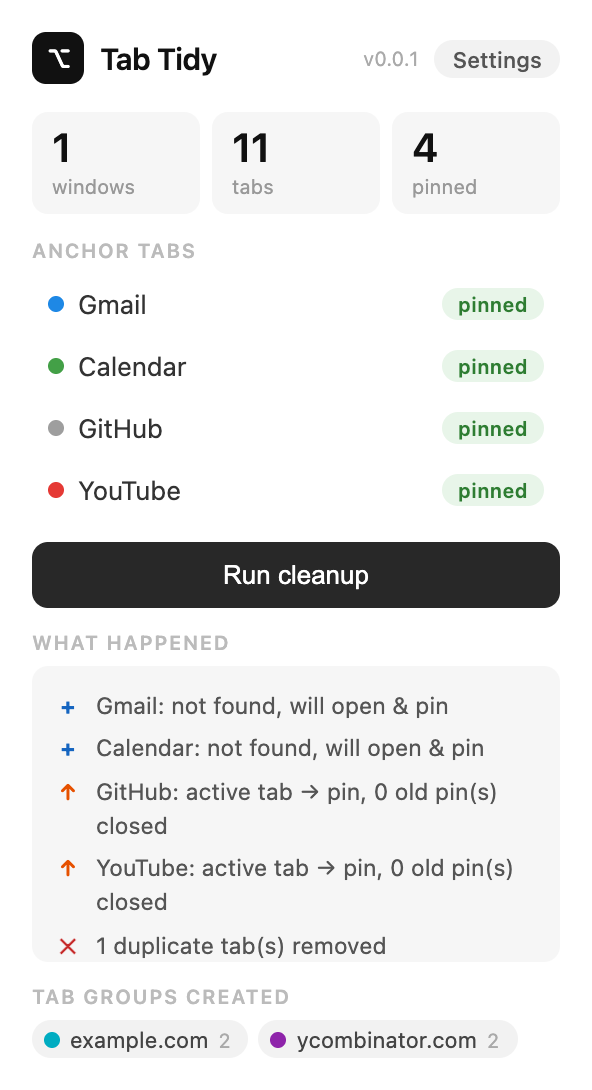 ⌥ Tab Tidy v0.0.1 Settings
1 11 4
windows tabs pinned
ANCHOR TABS
Gmail pinned
Calendar pinned
GitHub pinned
YouTube pinned
Run cleanup
WHAT HAPPENED
+ Gmail: not found, will open & pin
+ Calendar: not found, will open & pin
↑ GitHub: active tab → pin, 0 old pin(s)
closed
↑ YouTube: active tab → pin, 0 old pin(s)
closed
✕ 1 duplicate tab(s) removed
TAB GROUPS CREATED
example.com 2 ycombinator.com 2